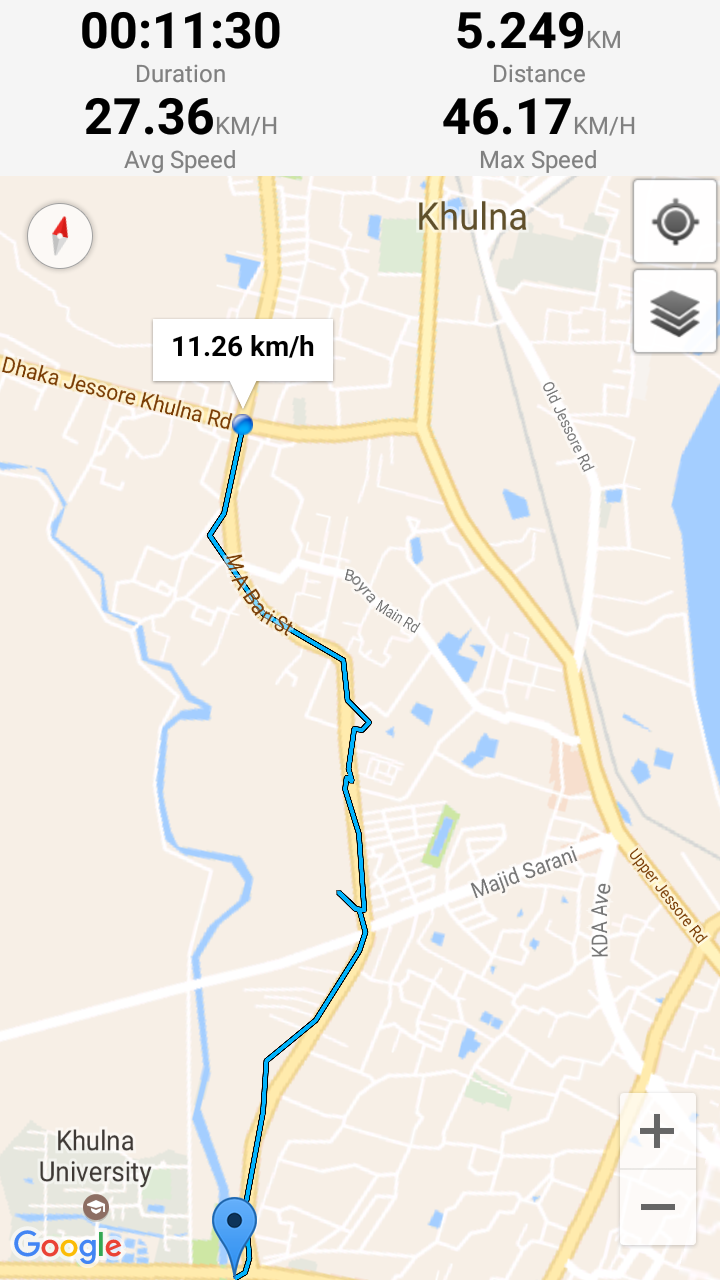 00:11:30
Duration
5.249KM
Distance
27.36KM/H
Avg Speed
46.17KM/H
Max Speed
Khulna
11.26 km/h
Dhaka Jessore Khulna Rd
Old Jessore Rd
M A Bari St
Boyra Main Rd
Majid Sarani
Upper Jessore Rd
KDA Ave
Khulna
University
Google